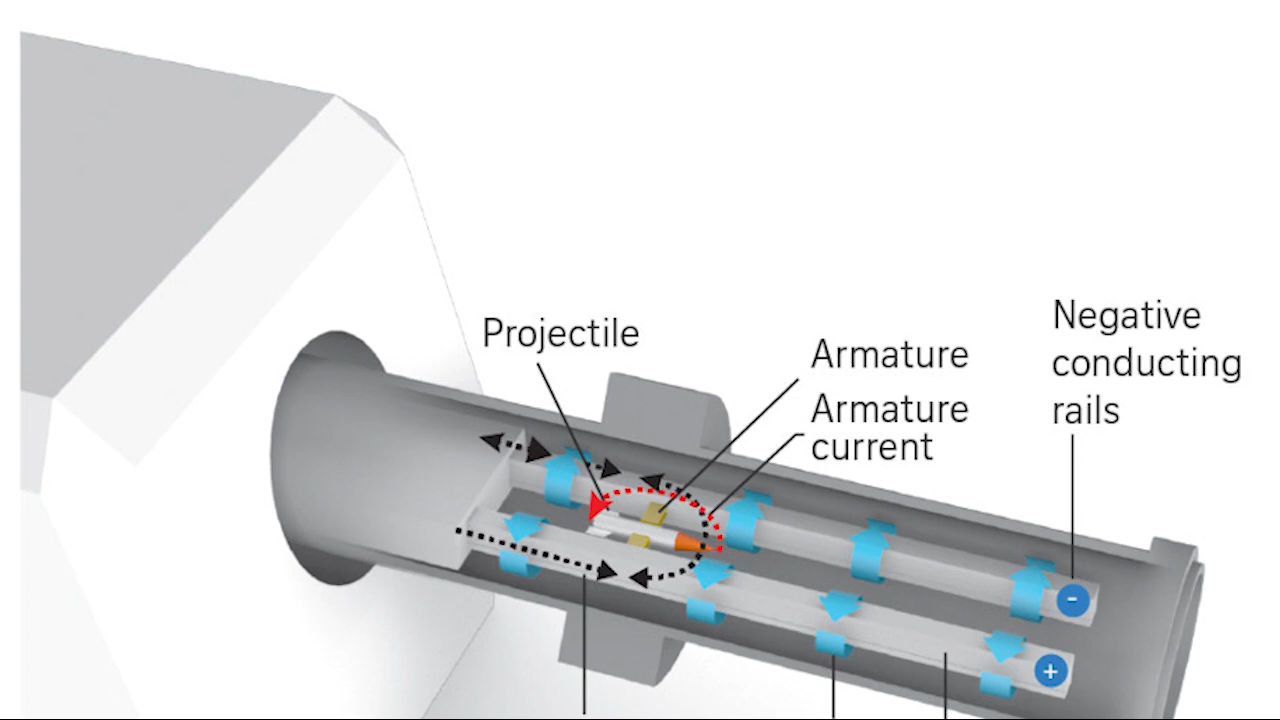 Projectile
Armature
Armature
current
Negative
conducting
rails
-
+